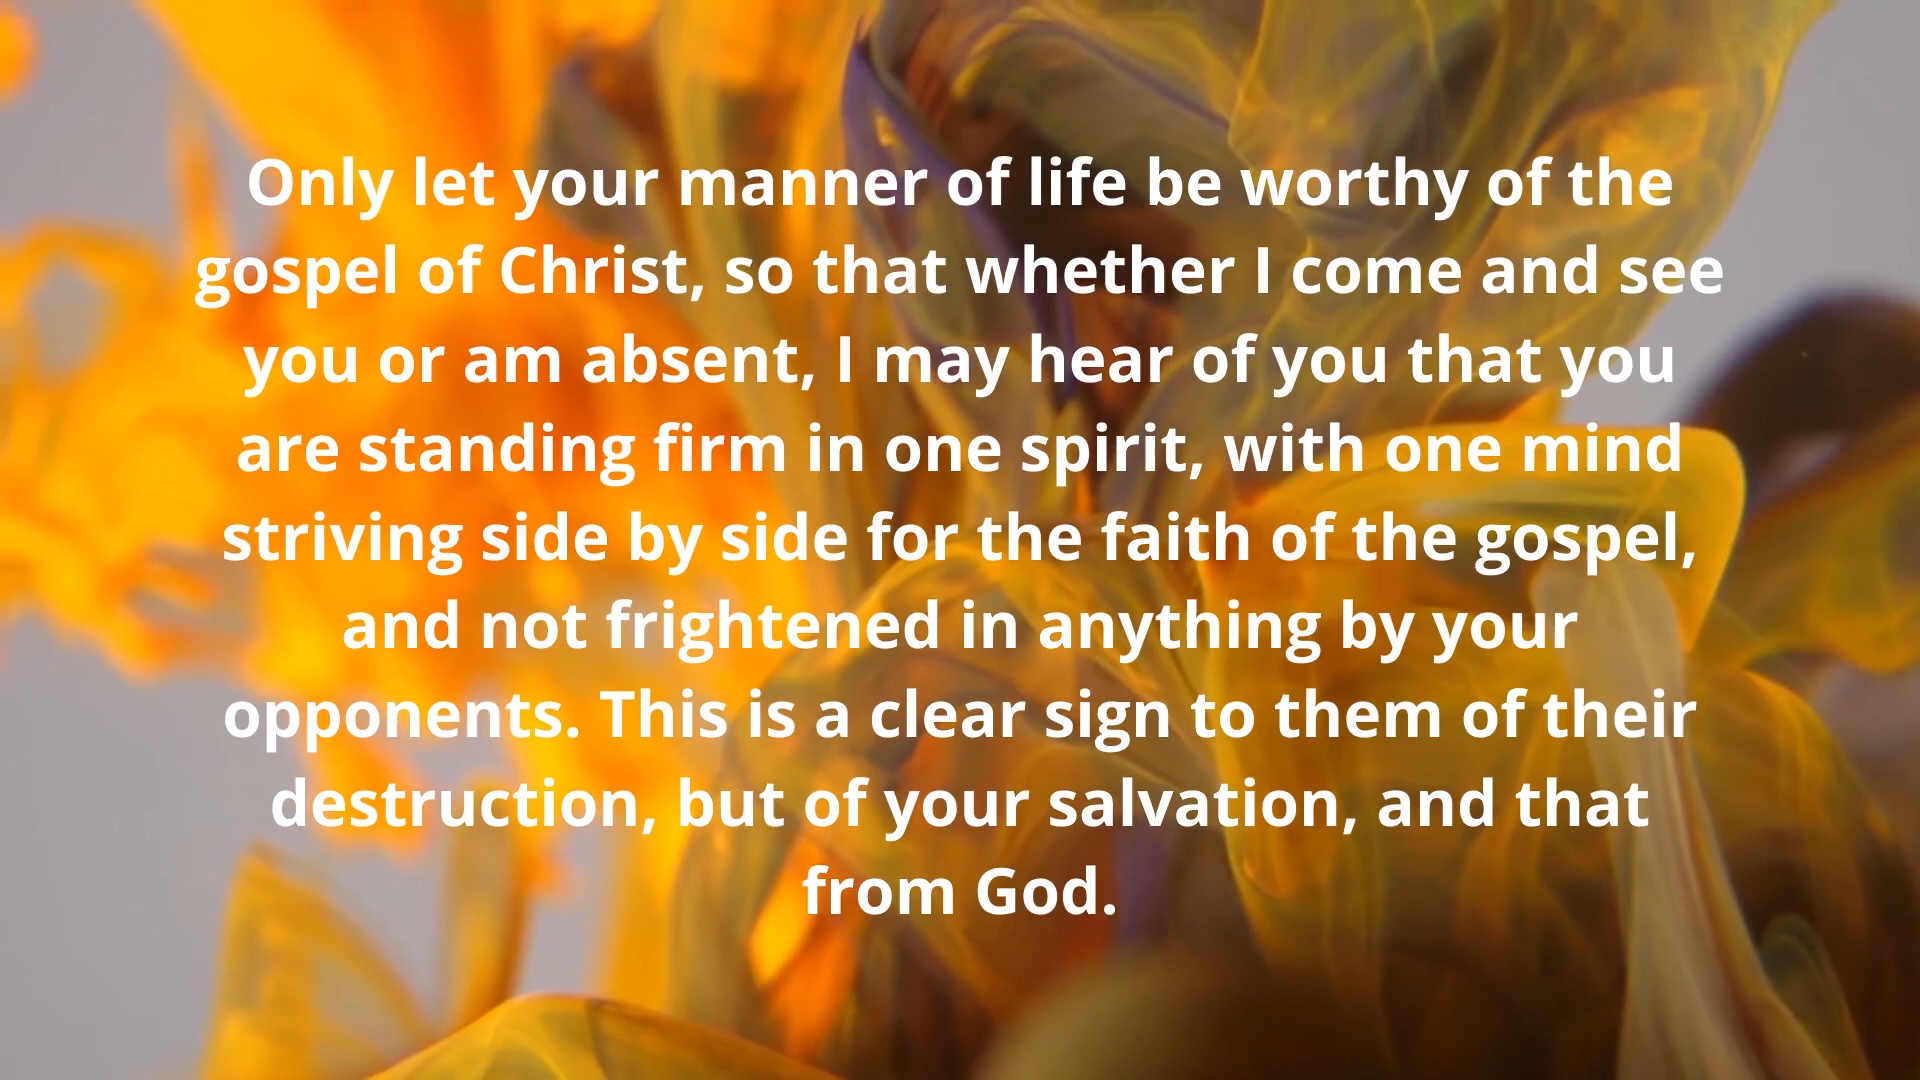 Only let your manner of life be worthy of the
gospel of Christ, so that whether I come and see
you or am absent, I may hear of you that you
are standing firm in one spirit, with one mind
striving side by side for the faith of the gospel,
and not frightened in anything by your
opponents. This is a clear sign to them of their
destruction, but of your salvation, and that
from God.